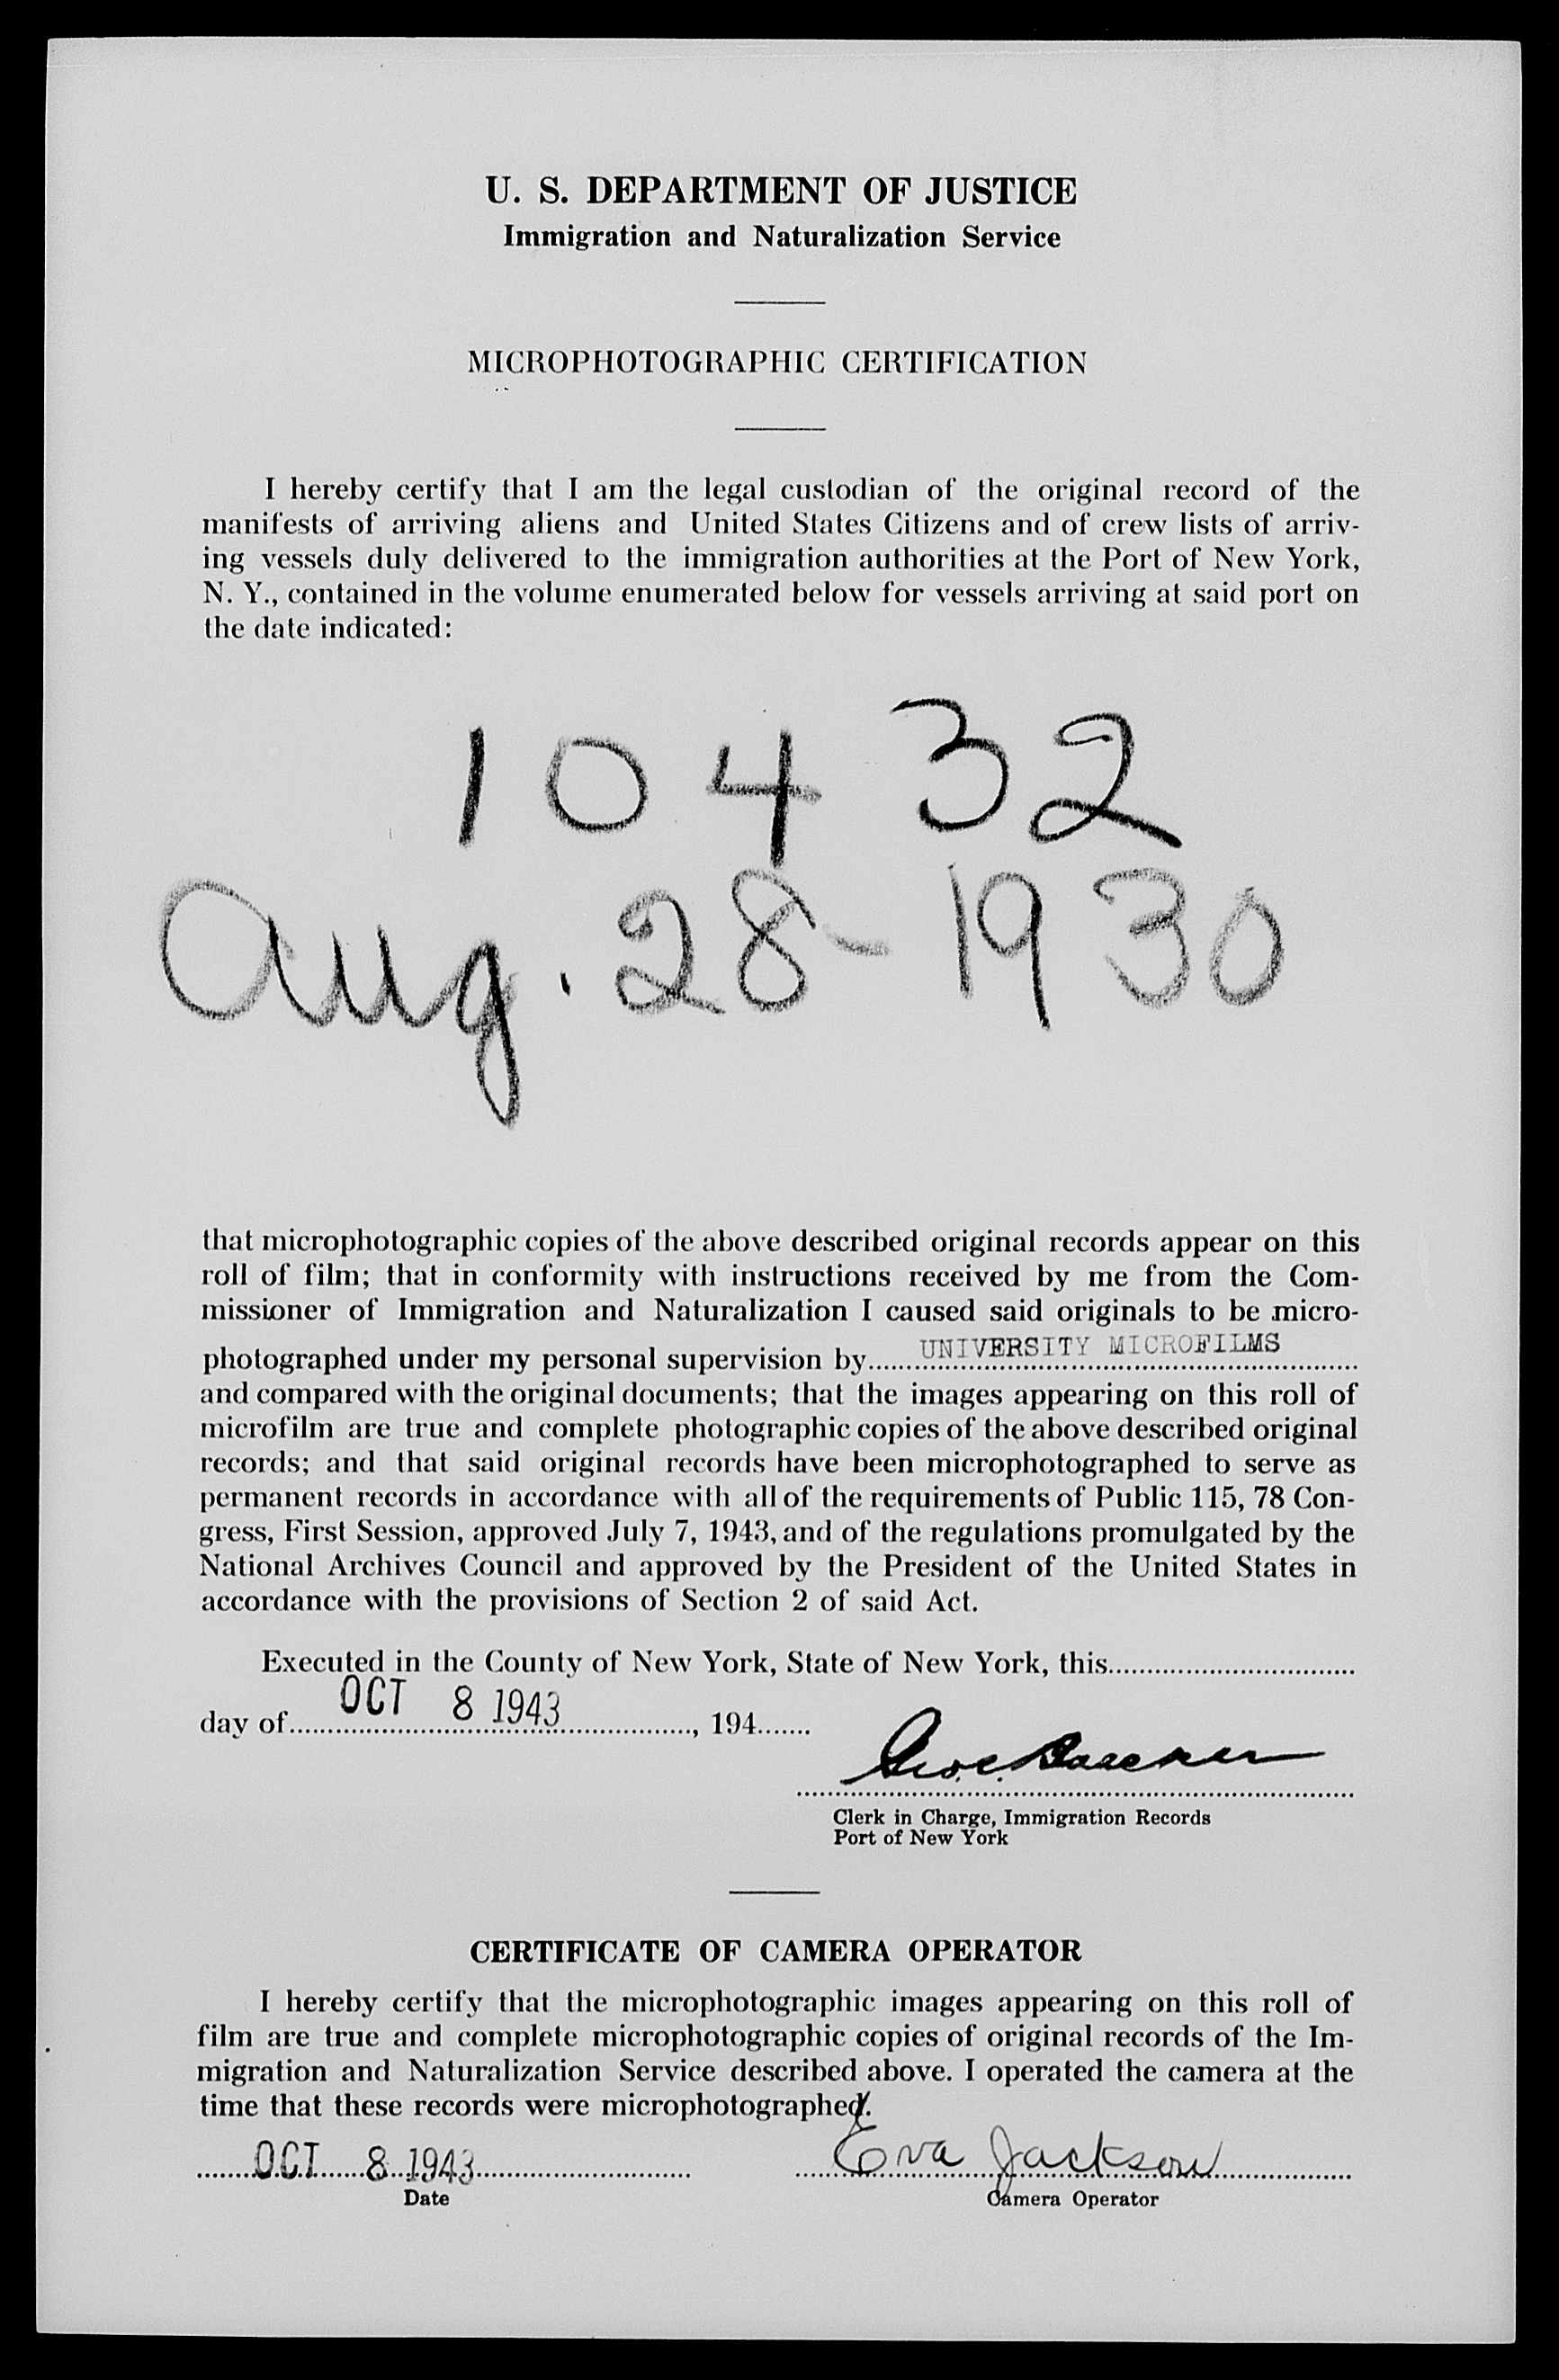 U. S. DEPARTMENT OF JUSTICE
Immigration and Naturalization Service
MICROPHOTOGRAPHIC CERTIFICATION
I hereby certify that I am the legal custodian of the original record of the
manifests of arriving aliens and United States Citizens and of crew lists of arriv-
ing vessels duly delivered to the immigration authorities at the Port of New York,
N. Y., contained in the volume enumerated below for vessels arriving at said port on
the date indicated:
10432
Aug. 28-1930
that microphotographic copies of the above described original records appear on this
roll of film; that in conformity with instructions received by me from the Com-
missioner of Immigration and Naturalization I caused said originals to be micro-
photographed under my personal supervision by UNIVERSITY MICROFILMS
and compared with the original documents; that the images appearing on this roll of
microfilm are true and complete photographic copies of the above described original
records; and that said original records have been microphotographed to serve as
permanent records in accordance with all of the requirements of Public 115, 78 Con-
gress, First Session, approved July 7, 1943, and of the regulations promulgated by the
National Archives Council and approved by the President of the United States in
accordance with the provisions of Section 2 of said Act.
Executed in the County of New York, State of New York, this
day of OCT 8 1943, 194
Clerk in Charge, Immigration Records
Port of New York
CERTIFICATE OF CAMERA OPERATOR
I hereby certify that the microphotographic images appearing on this roll of
film are true and complete microphotographic copies of original records of the Im-
migration and Naturalization Service described above. I operated the camera at the
time that these records were microphotographed.
OCT 8 1943 Eva Jackson
Date Camera Operator